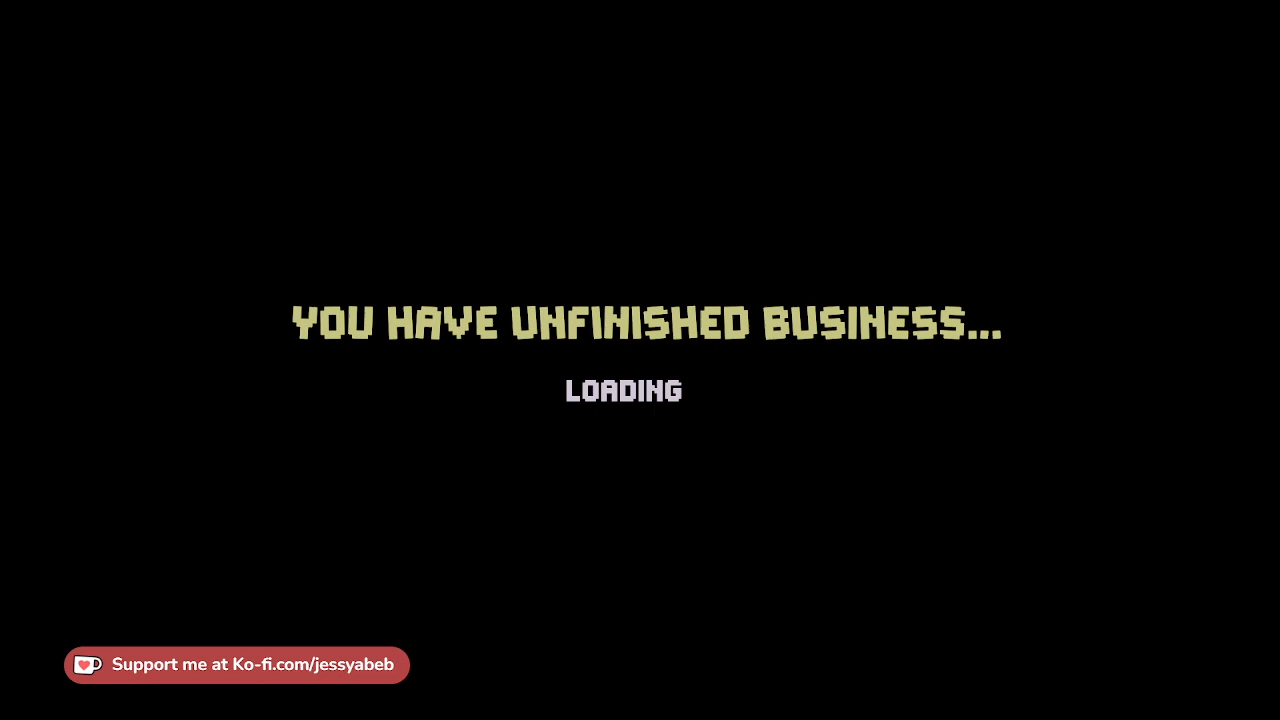 YOU HAVE UNFINISHED BUSINESS...
LOADING
Support me at Ko-fi.com/jessyabeb